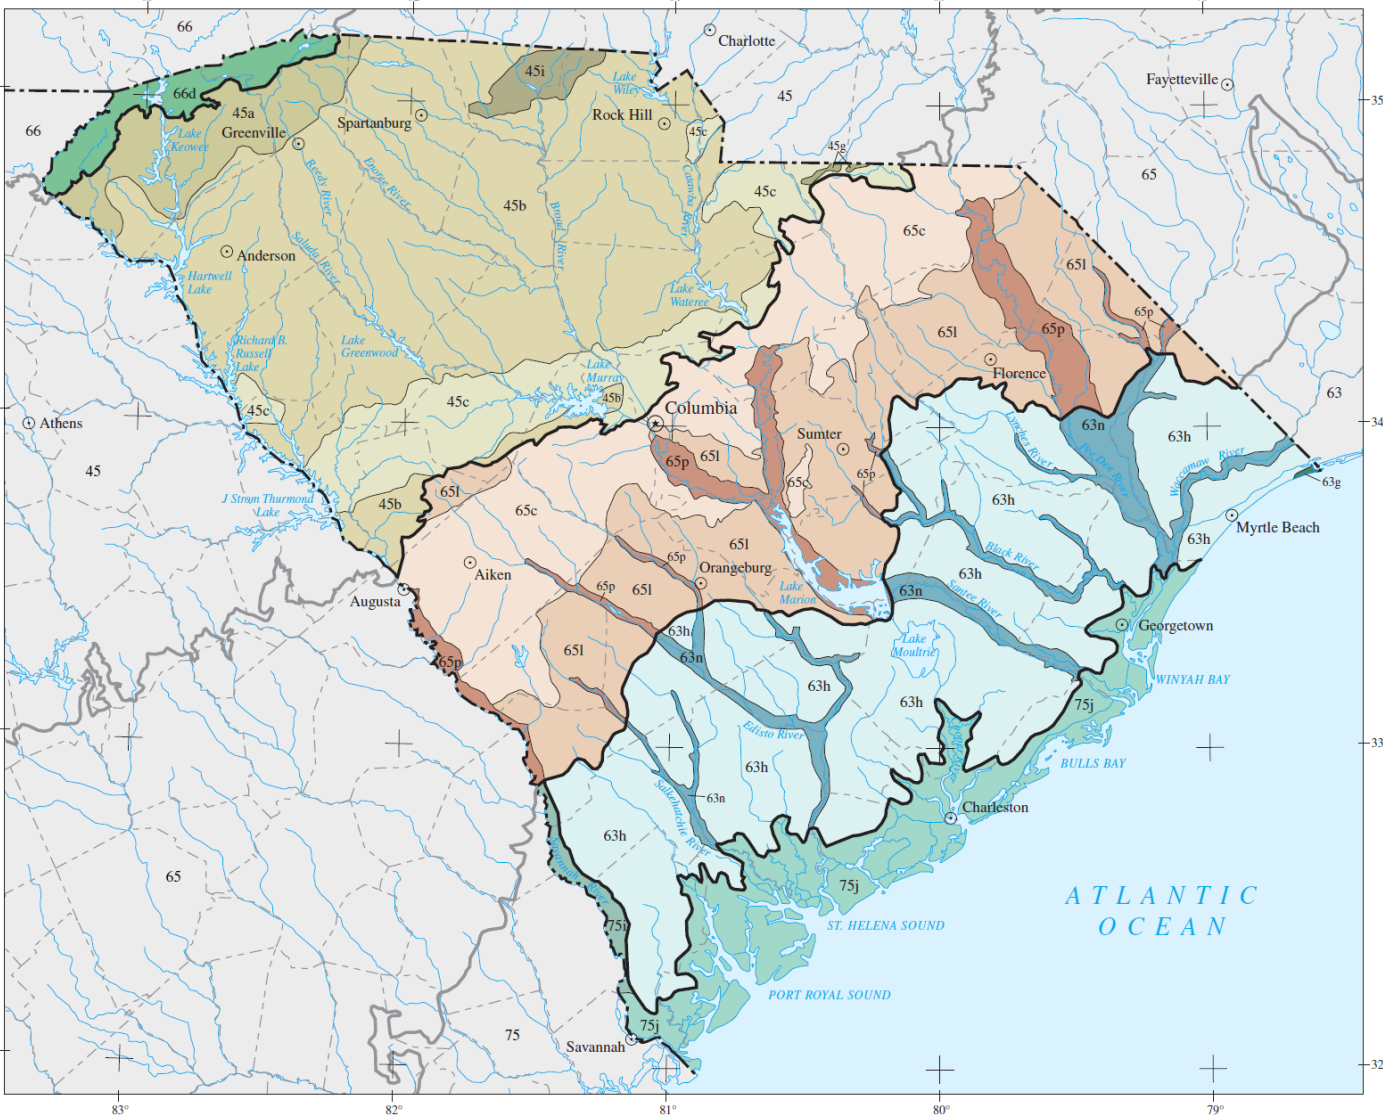 66
Charlotte
66d
45i
Lake
Wiley
Fayetteville
45
35
45a
Greenville
Spartanburg
Rock Hill
45c
66
Lake
Keowee
45g
65
Reedy River
Enoree River
45b
Broad River
Catawba River
45c
65c
Saluda River
Anderson
65l
Hartwell
Lake
Lake
Wateree
65p
Richard B.
Russell
Lake
Lake
Greenwood
65l
65p
Florence
Lake
Murray
63
45c
45c
45b
Columbia
Athens
34
Sumter
Lynches River
63n
63h
Pee Dee River
Waccamaw River
45
65p
65l
65p
65c
63g
65l
45b
J Strom Thurmond
Lake
65c
63h
Myrtle Beach
65l
65p
Black River
63h
Aiken
Orangeburg
63h
65p
65l
Lake
Marion
63n
Santee River
Augusta
Georgetown
63h
Lake
Moultrie
65l
63n
65p
63h
WINYAH BAY
63h
75j
Edisto River
Cooper River
33
BULLS BAY
63h
63n
Salkehatchie River
Charleston
63h
Savannah River
65
75j
ATLANTIC
OCEAN
75i
ST. HELENA SOUND
PORT ROYAL SOUND
75
75j
Savannah
32
83°
82
81°
80°
79°